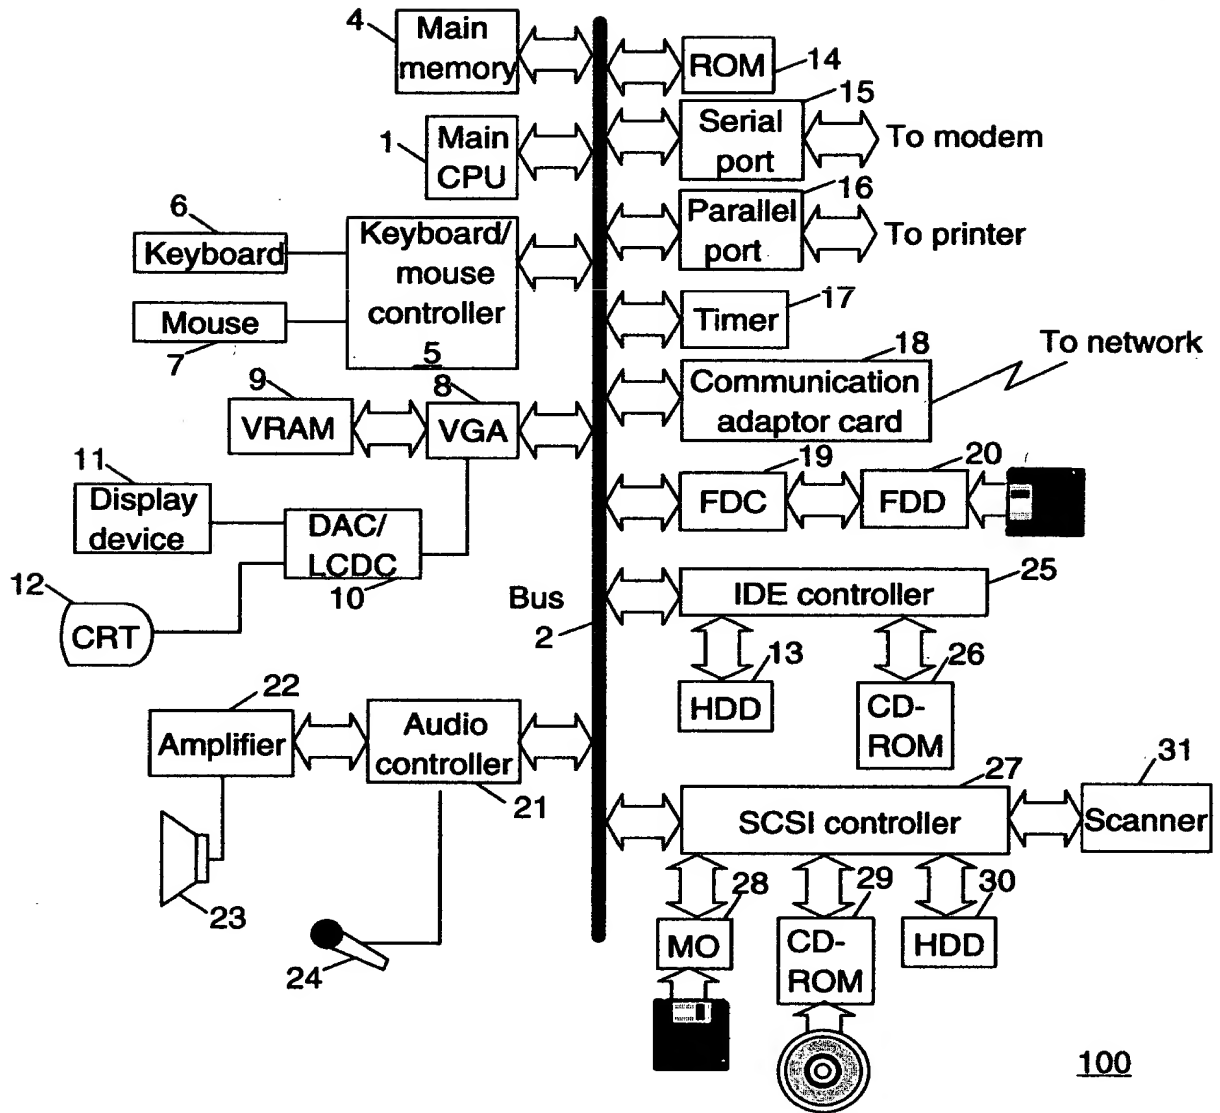 4
Main
memory
ROM
14
15
1
Main
CPU
Serial
port
To modem
16
6
Keyboard
Keyboard/
mouse
controller
5
Parallel
port
To printer
Mouse
7
17
Timer
18
To network
Communication
adaptor card
9
VRAM
8
VGA
19
20
FDC
FDD
11
Display
device
DAC/
LCDC
10
12
CRT
Bus
2
25
IDE controller
13
HDD
26
CD-
ROM
22
Amplifier
Audio
controller
21
27
31
SCSI controller
Scanner
23
24
28
MO
29
CD-
ROM
30
HDD
100